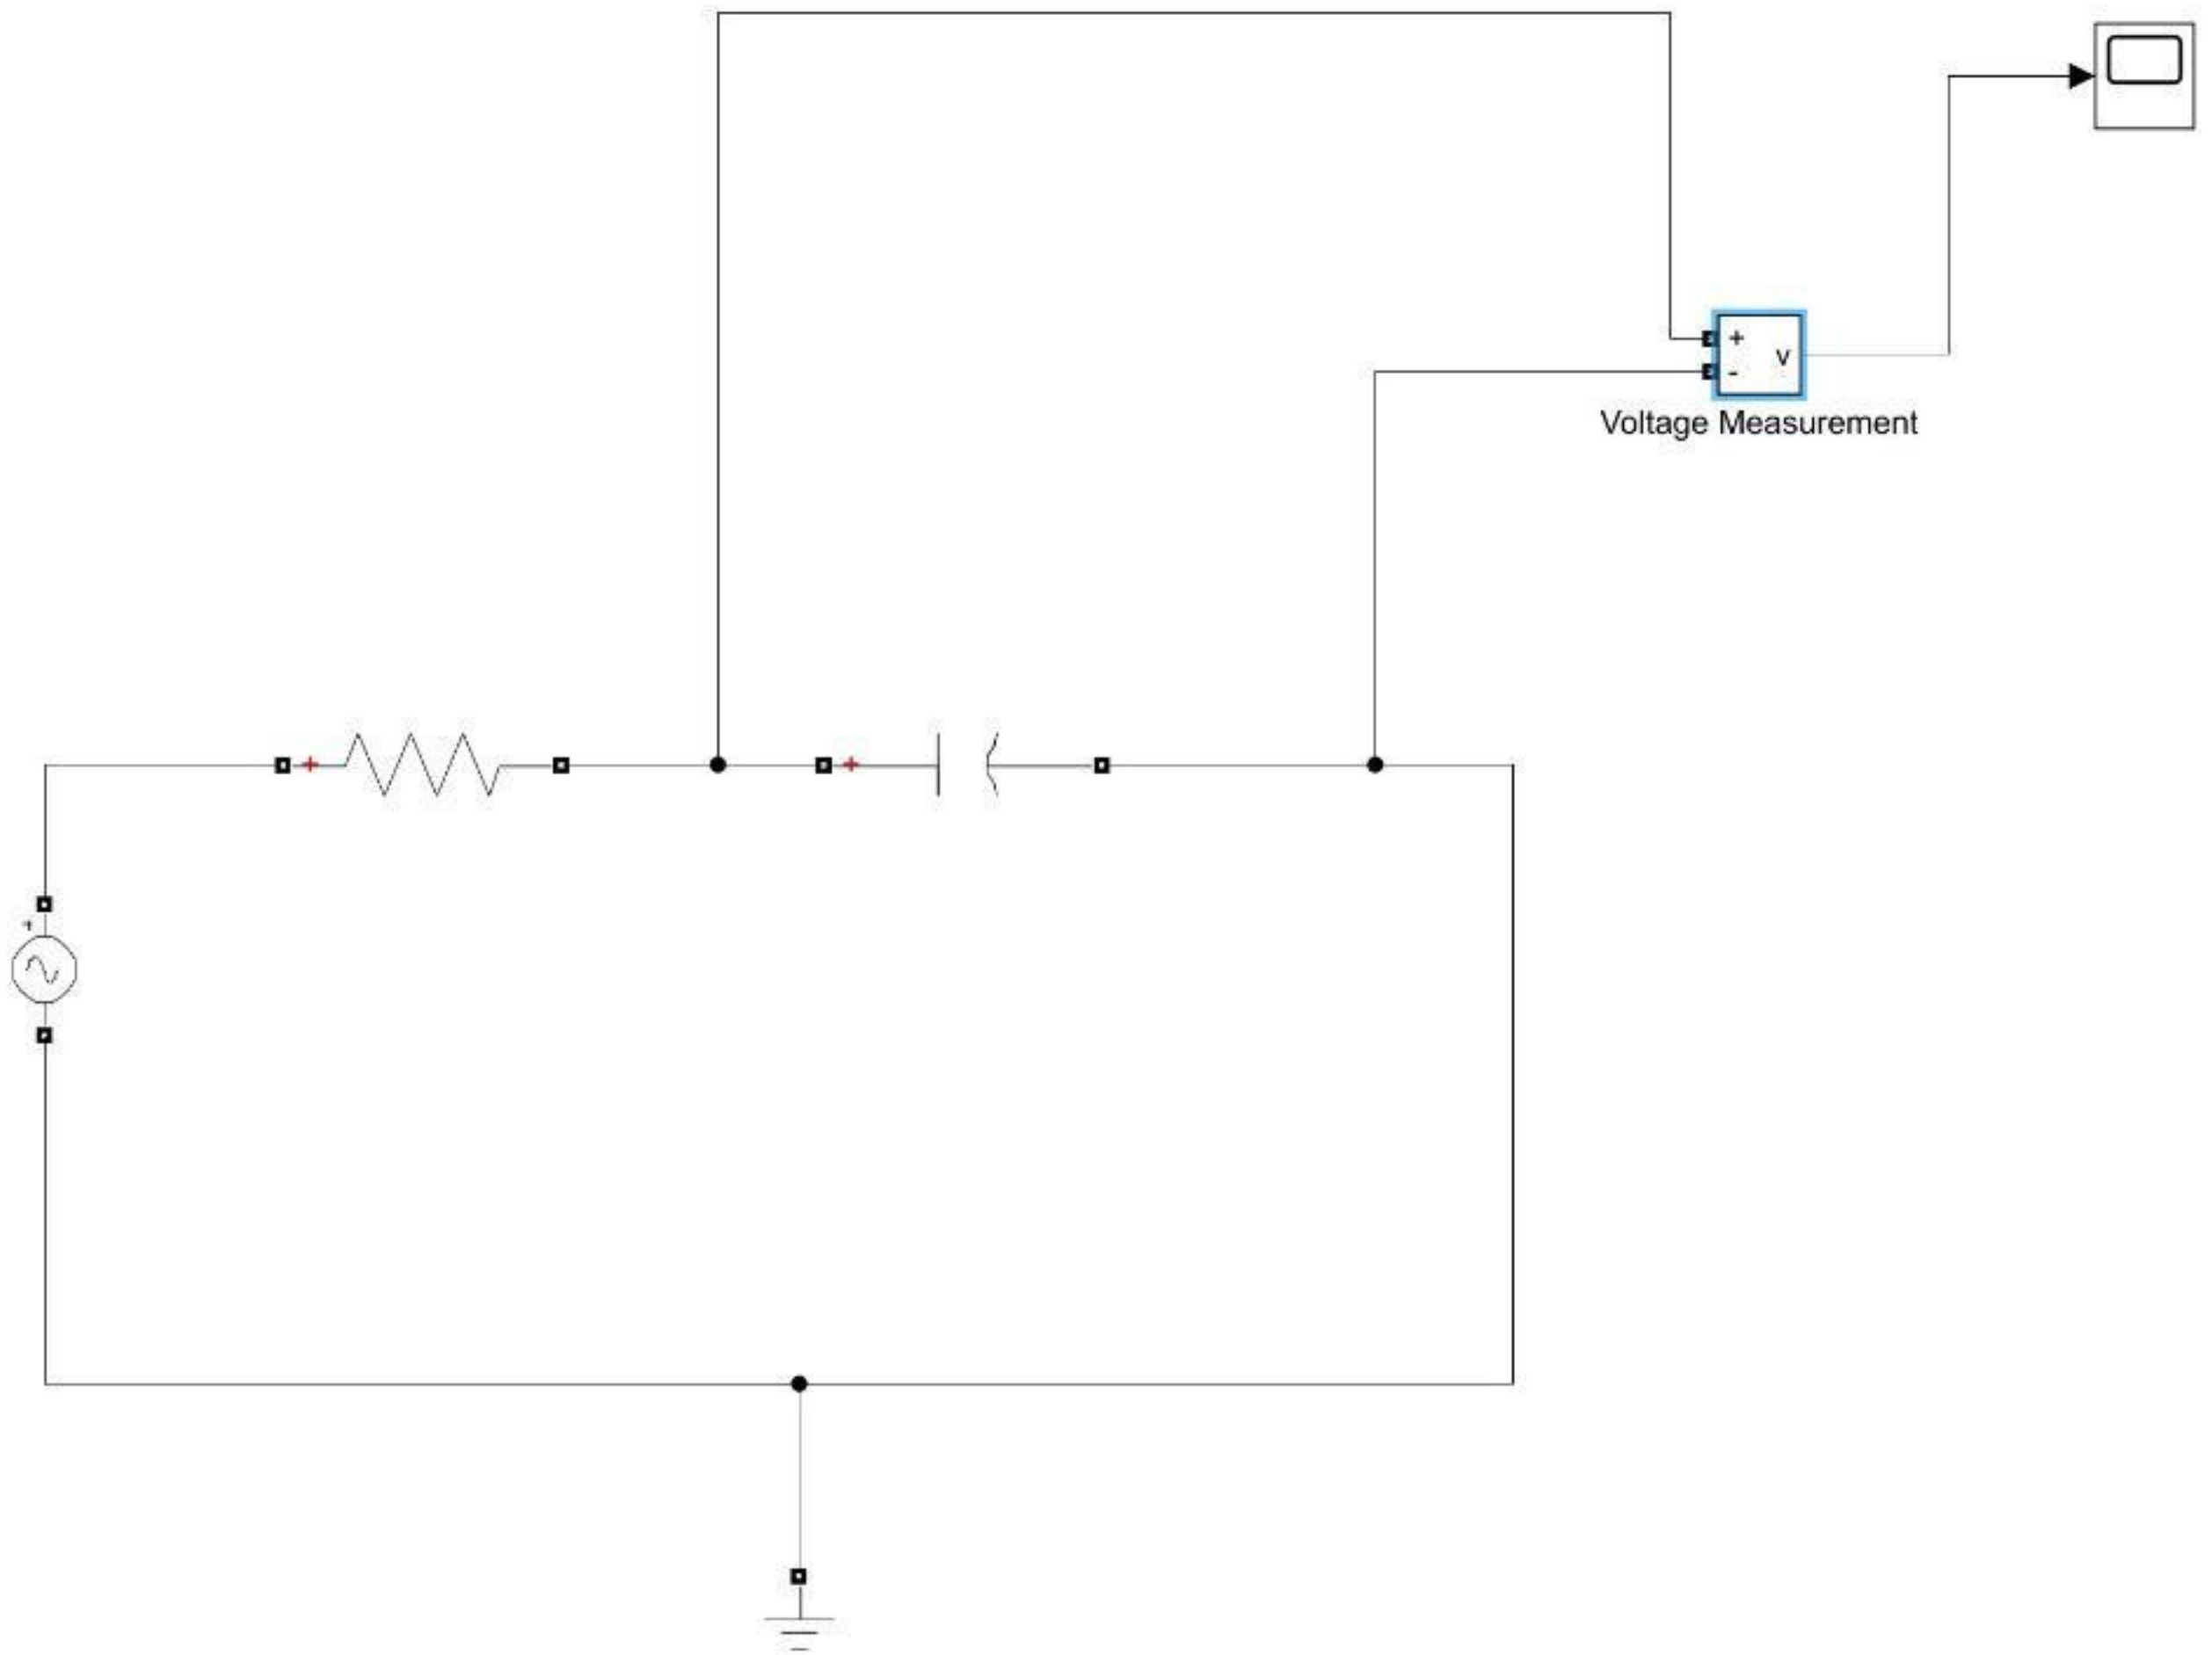 +
-
v
Voltage Measurement
+
+
+